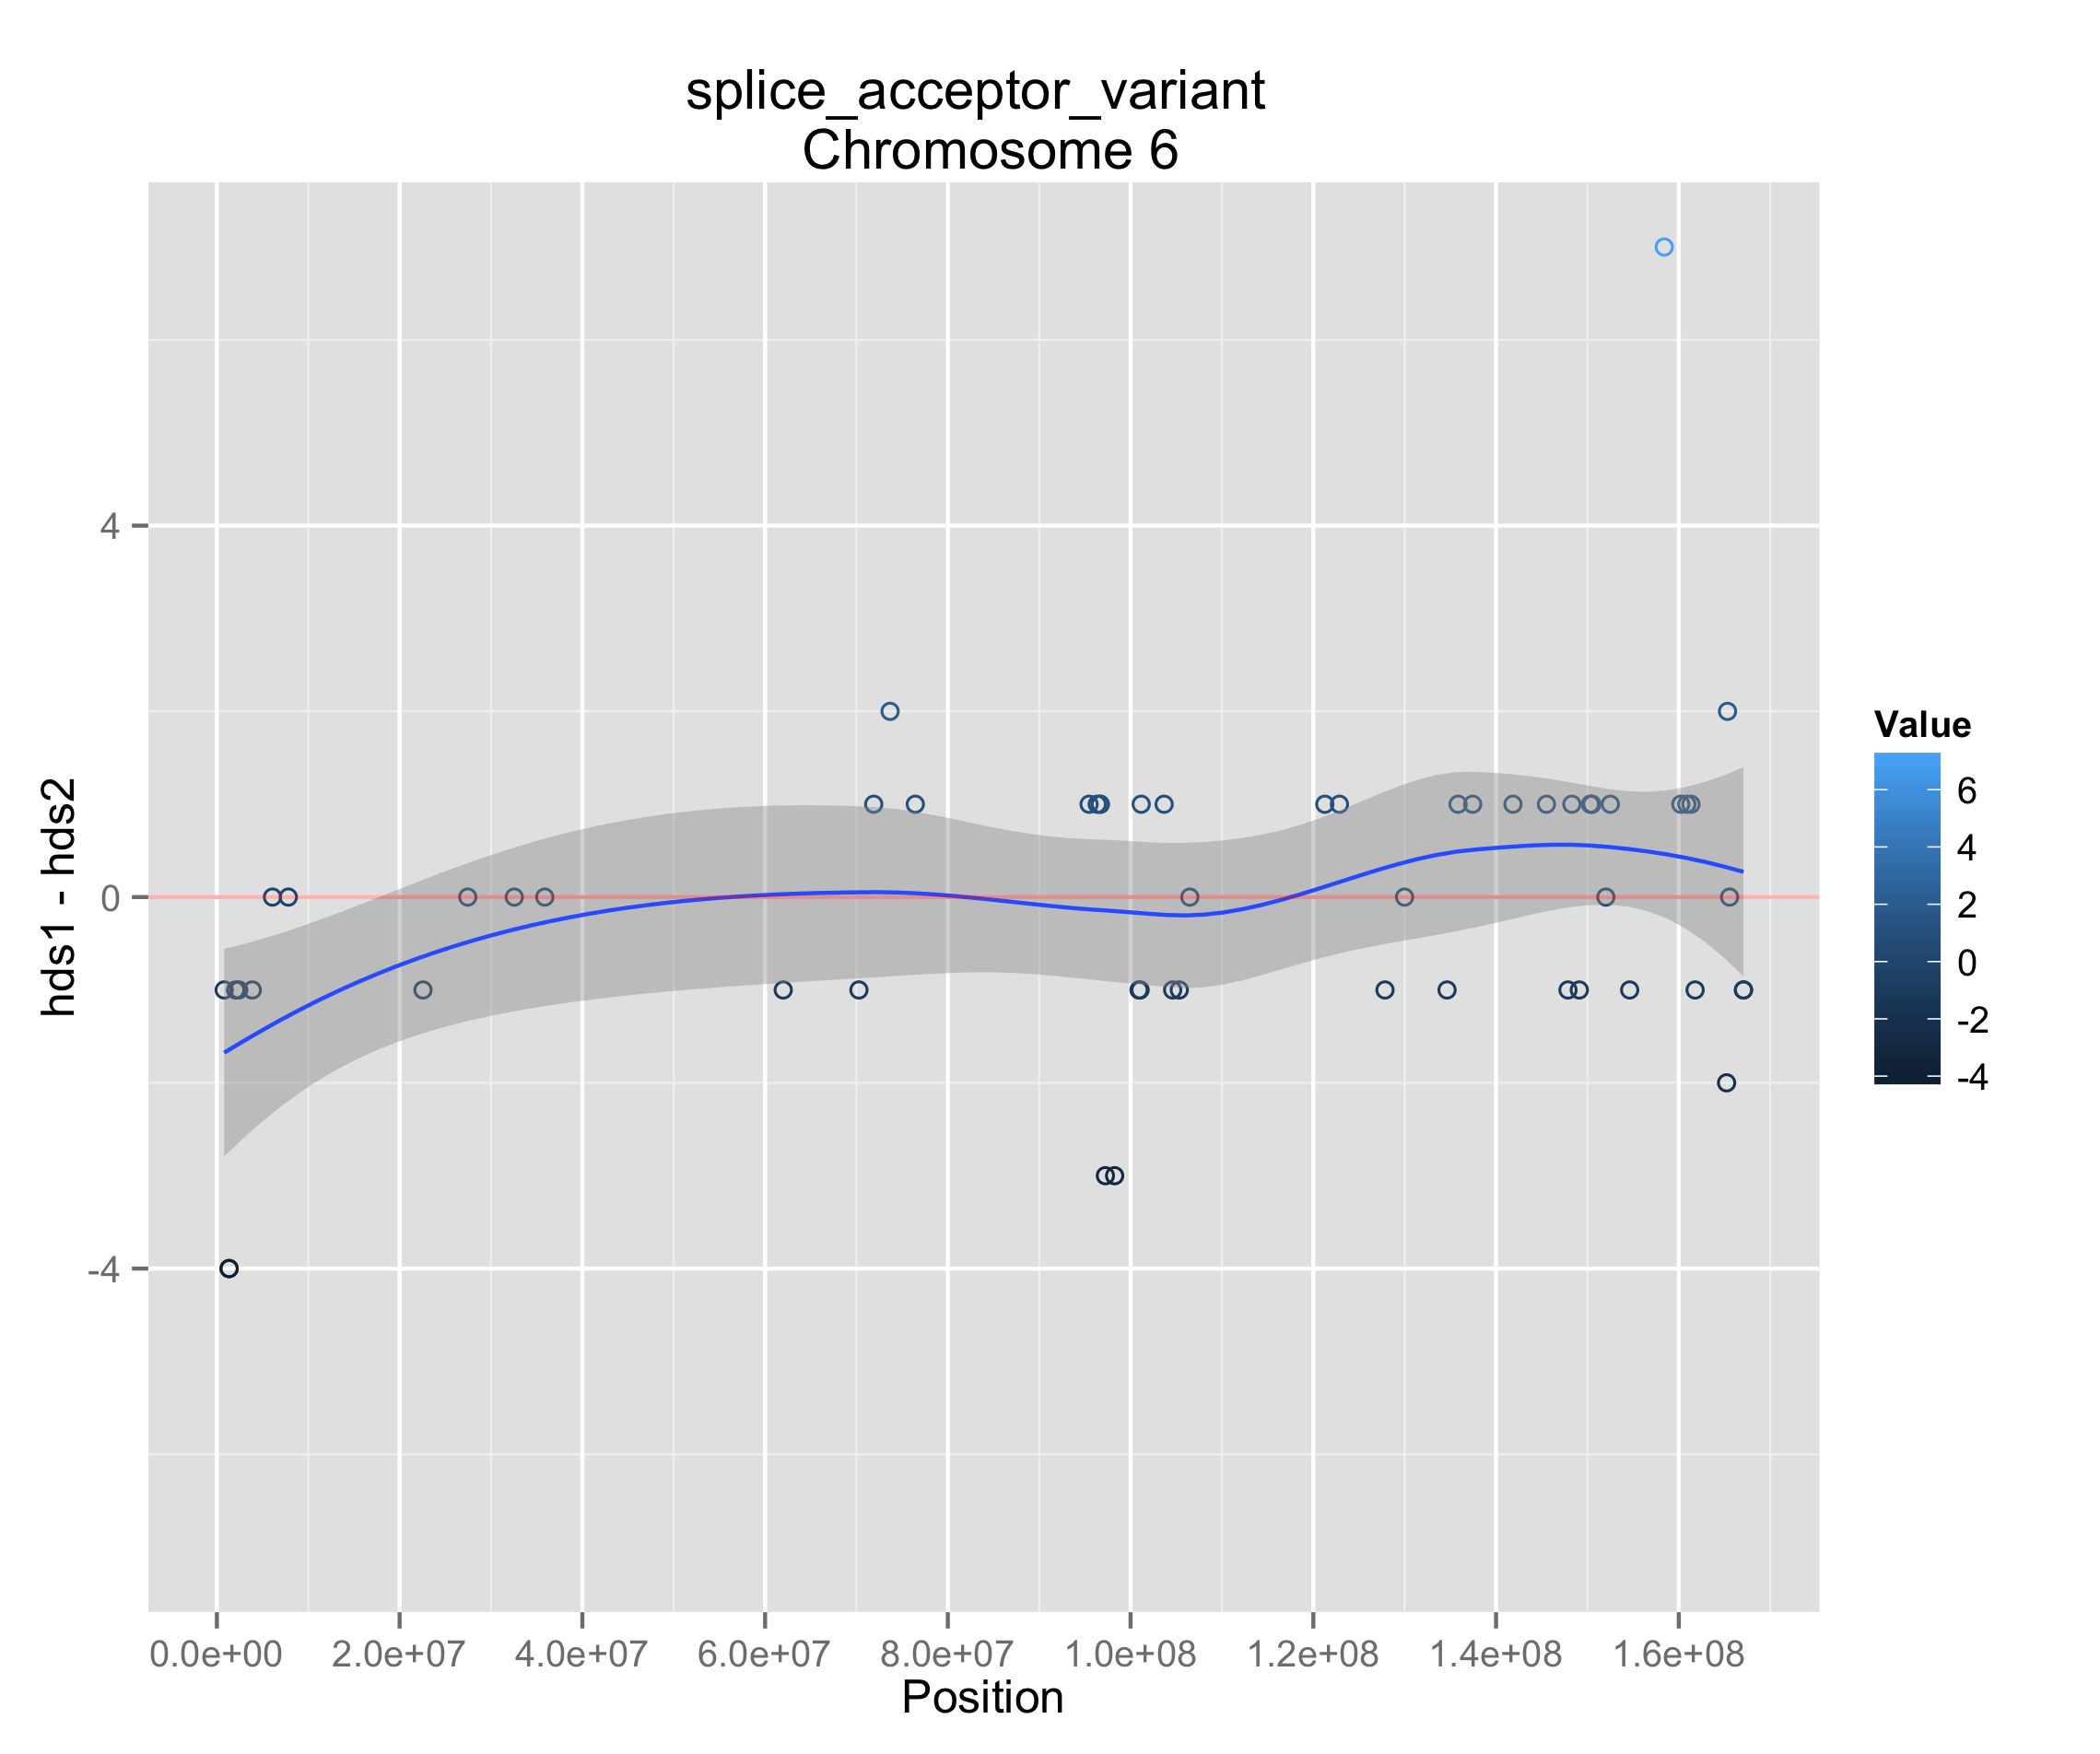 splice_acceptor_variant
Chromosome 6
hds1 - hds2
4
0
-4
0.0e+00 2.0e+07 4.0e+07 6.0e+07 8.0e+07 1.0e+08 1.2e+08 1.4e+08 1.6e+08
Position
Value
6
4
2
0
-2
-4